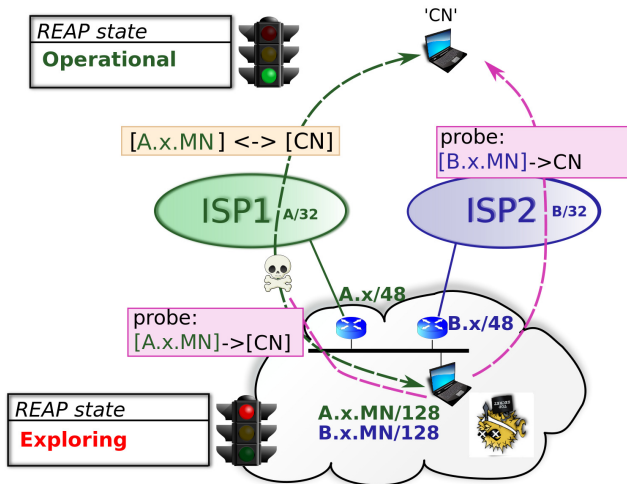 'CN'
REAP state
Operational
[A.x.MN] <-> [CN]
probe:
[B.x.MN]->CN
ISP1 A/32
ISP2 B/32
A.x/48
probe:
[A.x.MN]->[CN]
B.x/48
REAP state
Exploring
A.x.MN/128
B.x.MN/128